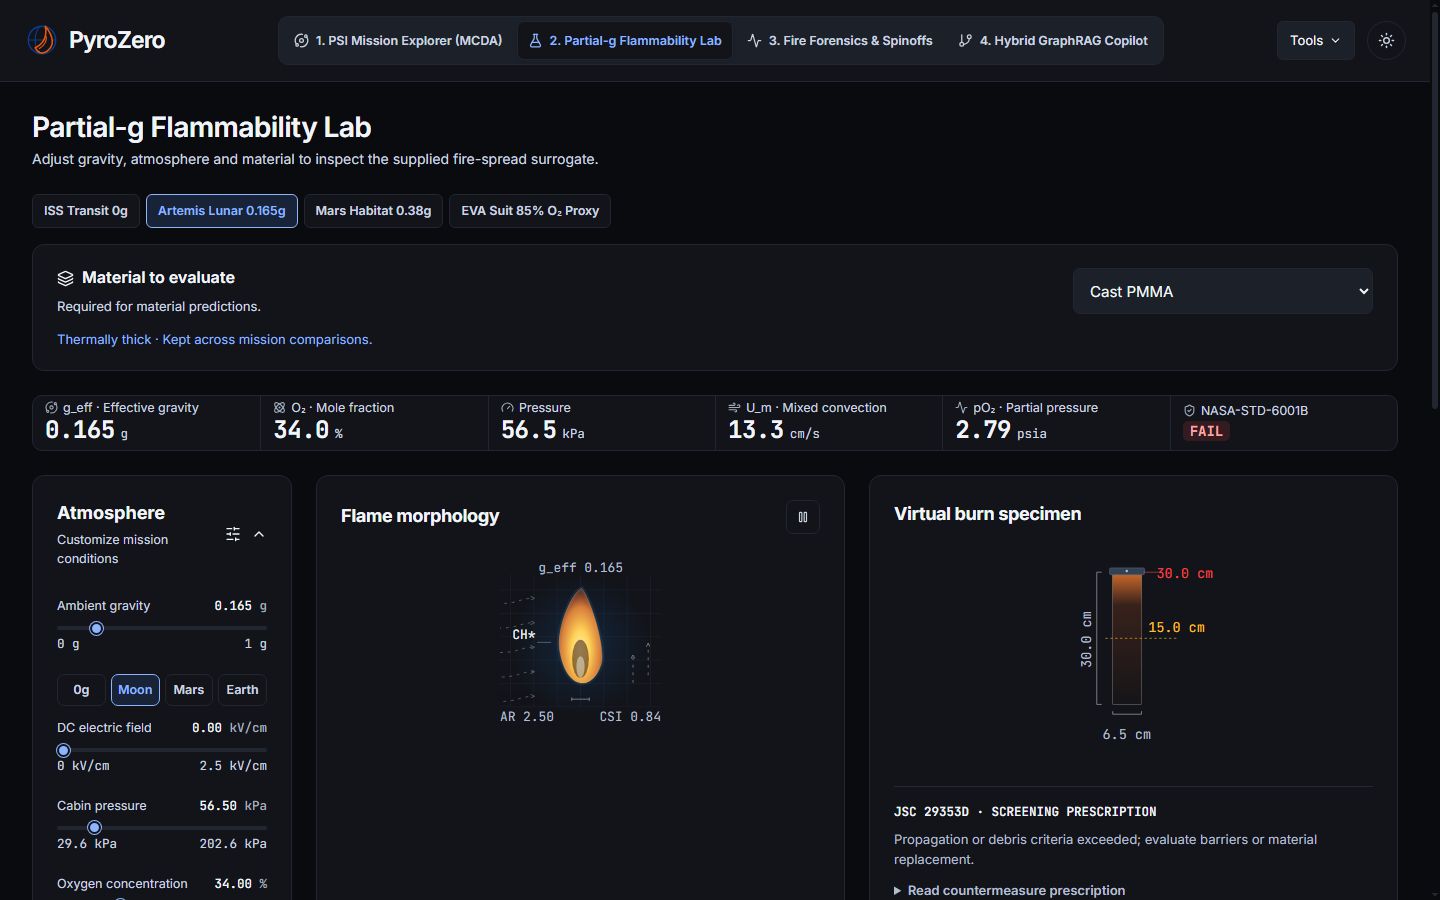 PyroZero
1. PSI Mission Explorer (MCDA)
2. Partial-g Flammability Lab
3. Fire Forensics & Spinoffs
4. Hybrid GraphRAG Copilot
Tools
Partial-g Flammability Lab
Adjust gravity, atmosphere and material to inspect the supplied fire-spread surrogate.
ISS Transit 0g
Artemis Lunar 0.165g
Mars Habitat 0.38g
EVA Suit 85% O₂ Proxy
Material to evaluate
Required for material predictions.
Thermally thick · Kept across mission comparisons.
Cast PMMA
g_eff · Effective gravity
0.165 g
O₂ · Mole fraction
34.0 %
Pressure
56.5 kPa
U_m · Mixed convection
13.3 cm/s
pO₂ · Partial pressure
2.79 psia
NASA-STD-6001B
FAIL
Atmosphere
Customize mission
conditions
Ambient gravity 0.165 g
0 g 1 g
0g Moon Mars Earth
DC electric field 0.00 kV/cm
0 kV/cm 2.5 kV/cm
Cabin pressure 56.50 kPa
29.6 kPa 202.6 kPa
Oxygen concentration 34.00 %
Flame morphology
g_eff 0.165
CH*
AR 2.50 CSI 0.84
Virtual burn specimen
30.0 cm
15.0 cm
30.0 cm
6.5 cm
JSC 29353D · SCREENING PRESCRIPTION
Propagation or debris criteria exceeded; evaluate barriers or material
replacement.
Read countermeasure prescription